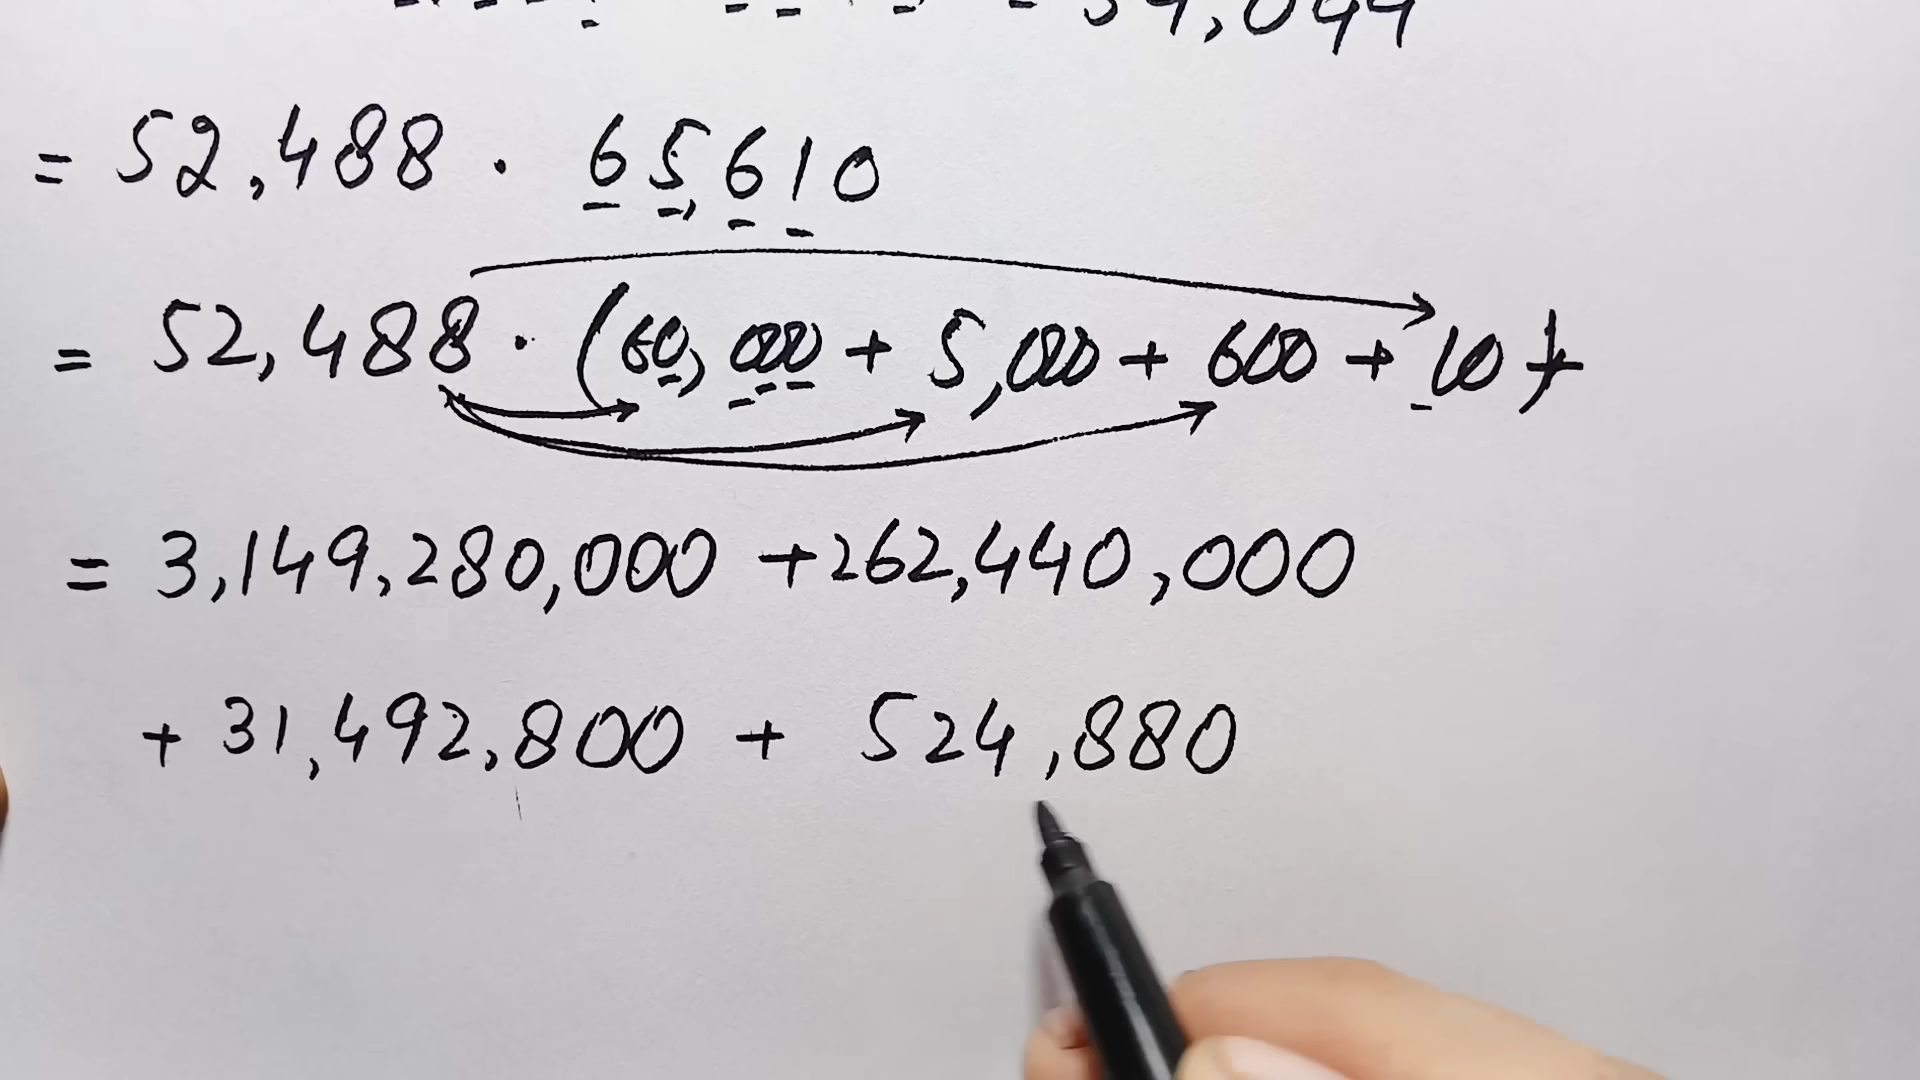 = 52,488 · 65,610
= 52,488 · (60,000 + 5,000 + 600 + 10)
= 3,149,280,000 + 262,440,000
+ 31,492,800 + 524,880